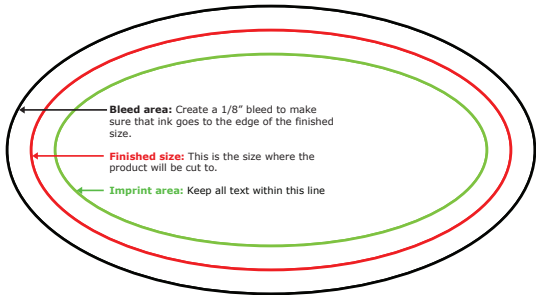 Bleed area: Create a 1/8” bleed to make
sure that ink goes to the edge of the finished
size.
Finished size: This is the size where the
product will be cut to.
Imprint area: Keep all text within this line